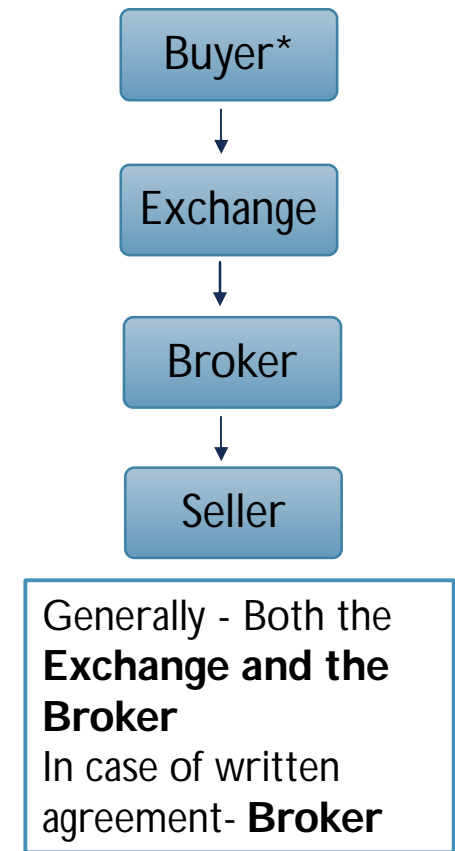 Buyer*
Exchange
Broker
Seller
Generally - Both the
Exchange and the
Broker
In case of written
agreement- Broker